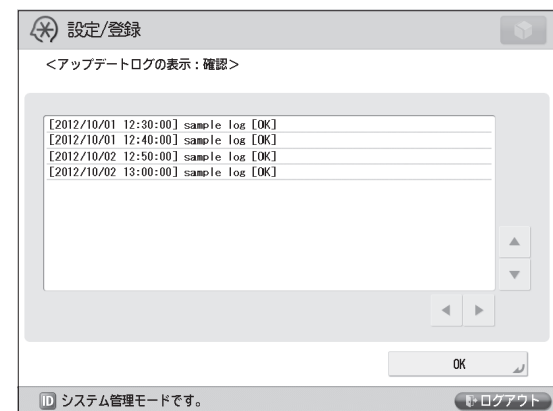 設定/登録
<アップデートログの表示:確認>
[2012/10/01 12:30:00] sample log [OK]
[2012/10/01 12:40:00] sample log [OK]
[2012/10/02 12:50:00] sample log [OK]
[2012/10/02 13:00:00] sample log [OK]
OK
ID システム管理モードです。
ログアウト